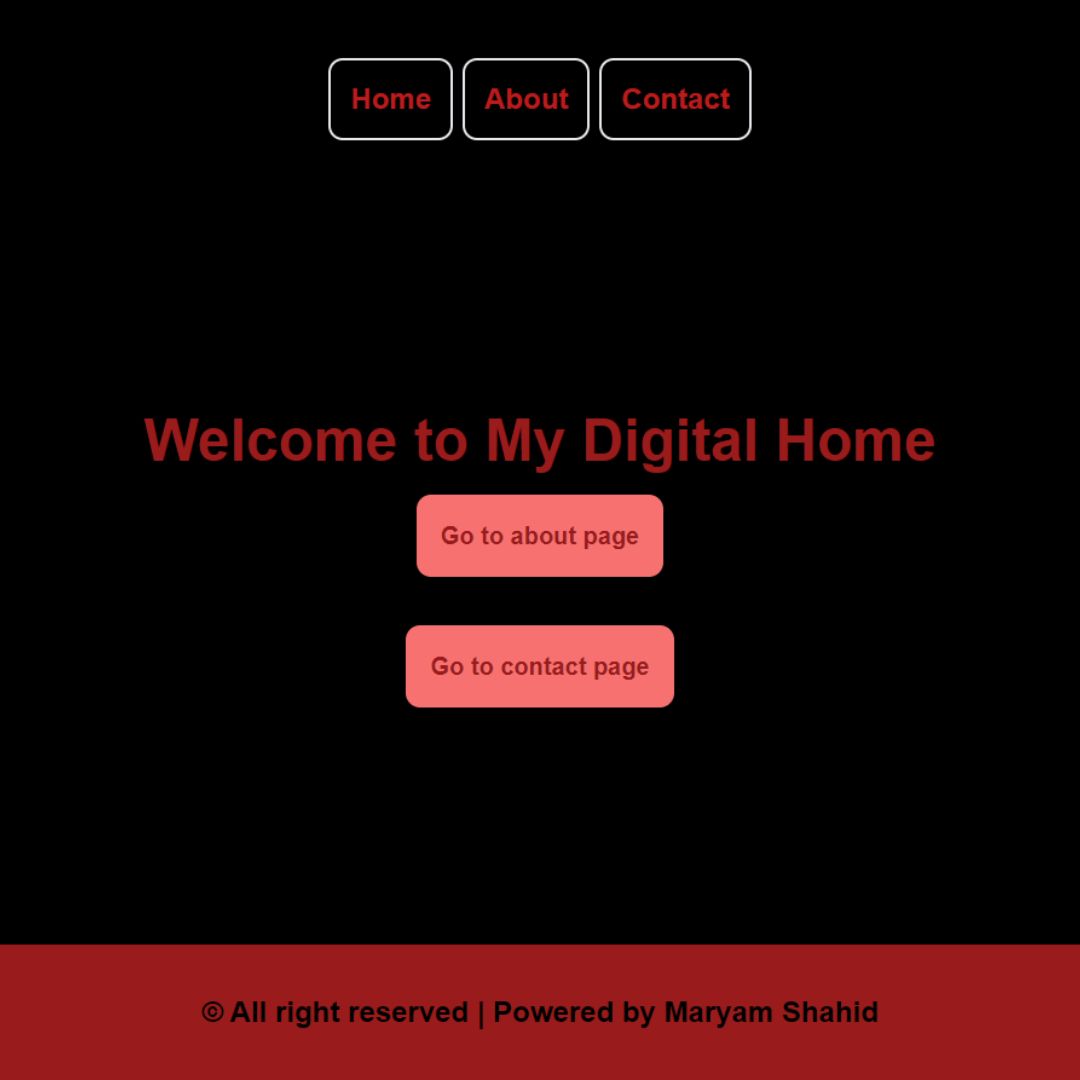 Home About Contact
Welcome to My Digital Home
Go to about page
Go to contact page
© All right reserved | Powered by Maryam Shahid